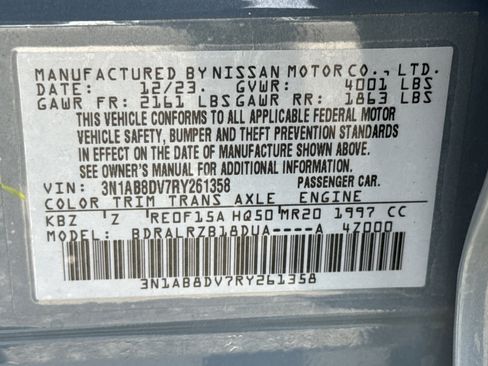 MANUFACTURED BY NISSAN MOTOR CO., LTD.
DATE: 12/23. GVWR: 4001 LBS
GAWR FR: 2161 LBS GAWR RR: 1863 LBS
THIS VEHICLE CONFORMS TO ALL APPLICABLE FEDERAL MOTOR
VEHICLE SAFETY, BUMPER AND THEFT PREVENTION STANDARDS
IN EFFECT ON THE DATE OF MANUFACTURE SHOWN ABOVE.
SEE OWNER'S MANUAL FOR ADDITIONAL INFORMATION.
VIN: 3N1AB8DV7RY261358 PASSENGER CAR.
COLOR TRIM TRANS AXLE ENGINE
KBZ Z RE0F15A HQ50 MR20 1997 CC
MODEL: BDRALRZB18DUA----A 4Z000
3N1AB8DV7RY261358